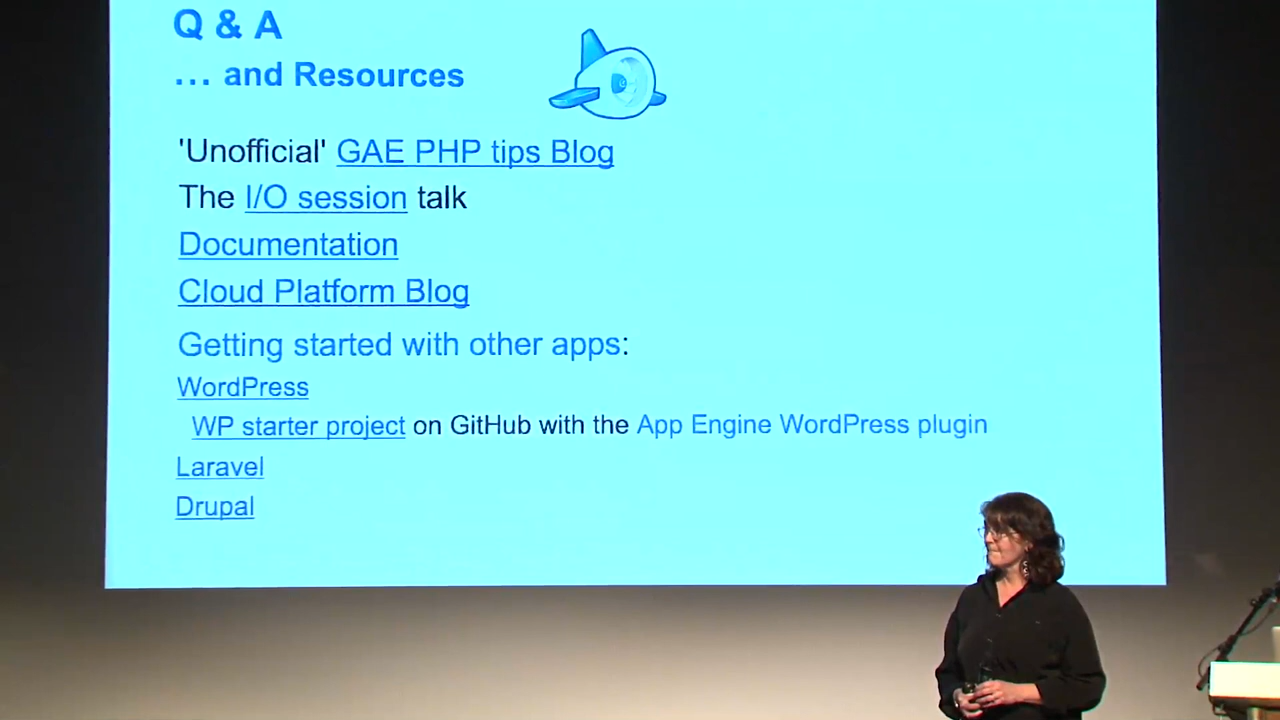 Q & A
... and Resources
'Unofficial' GAE PHP tips Blog
The I/O session talk
Documentation
Cloud Platform Blog
Getting started with other apps:
WordPress
WP starter project on GitHub with the App Engine WordPress plugin
Laravel
Drupal